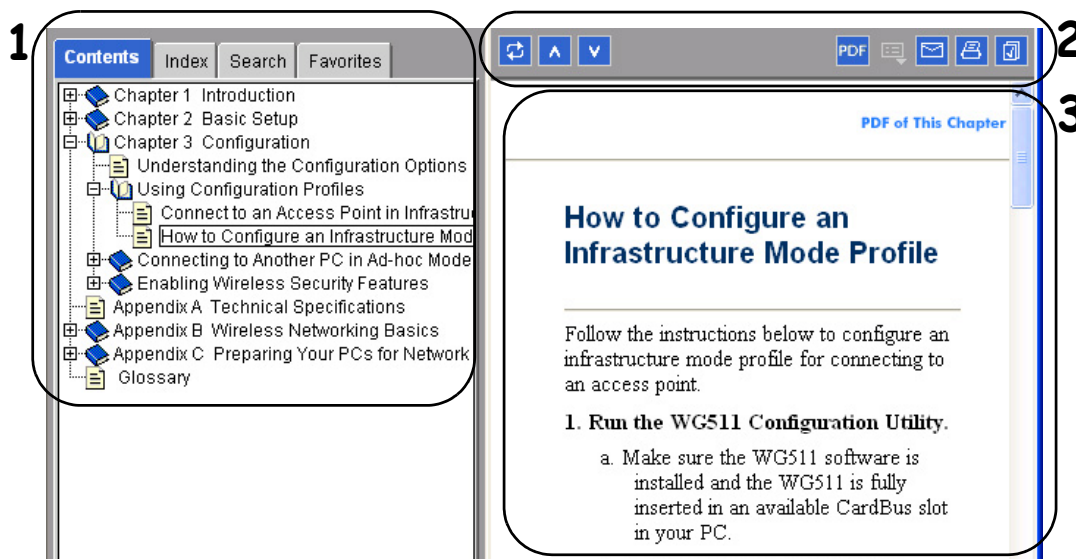 1
Contents Index Search Favorites
Chapter 1 Introduction
Chapter 2 Basic Setup
Chapter 3 Configuration
Understanding the Configuration Options
Using Configuration Profiles
Connect to an Access Point in Infrastru
How to Configure an Infrastructure Mod
Connecting to Another PC in Ad-hoc Mode
Enabling Wireless Security Features
Appendix A Technical Specifications
Appendix B Wireless Networking Basics
Appendix C Preparing Your PCs for Network
Glossary
2
PDF
3
PDF of This Chapter
How to Configure an
Infrastructure Mode Profile
Follow the instructions below to configure an
infrastructure mode profile for connecting to
an access point.
1. Run the WG511 Configuration Utility.
a. Make sure the WG511 software is
installed and the WG511 is fully
inserted in an available CardBus slot
in your PC.